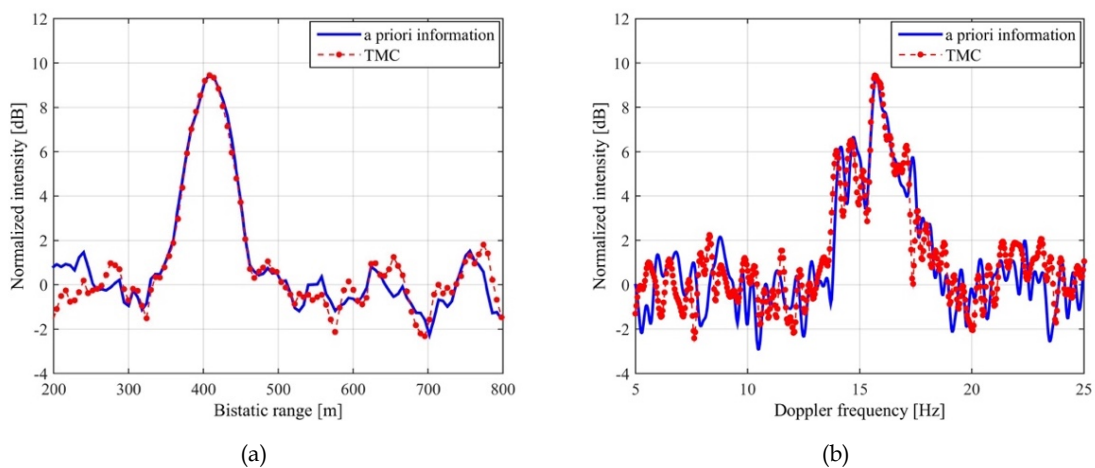 12
10
8
6
4
2
0
-2
-4
200 300 400 500 600 700 800
Normalized intensity [dB]
Bistatic range [m]
a priori information
TMC
(a)
12
10
8
6
4
2
0
-2
-4
5 10 15 20 25
Normalized intensity [dB]
Doppler frequency [Hz]
a priori information
TMC
(b)